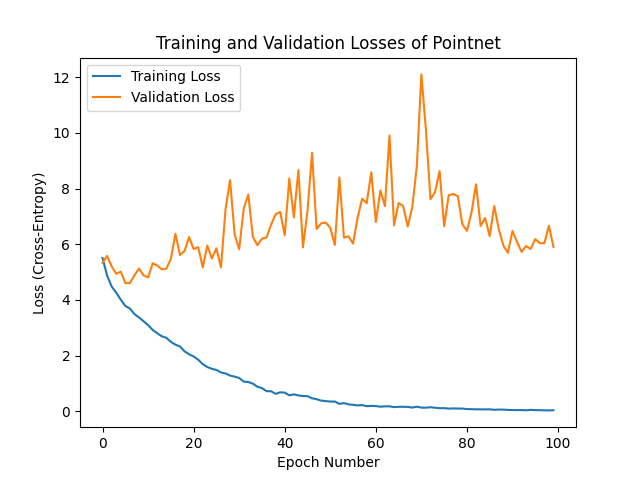 Training and Validation Losses of Pointnet
Training Loss
Validation Loss
Loss (Cross-Entropy)
12
10
8
6
4
2
0
0 20 40 60 80 100
Epoch Number